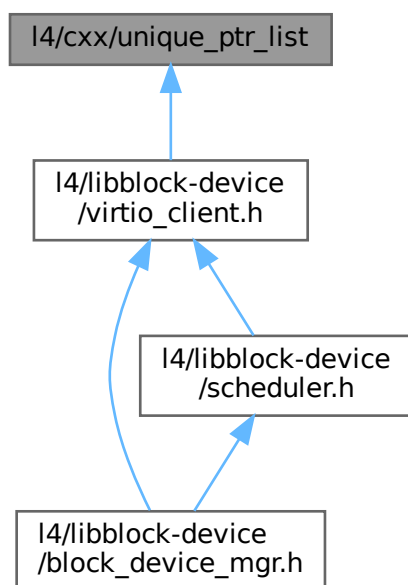 l4/cxx/unique_ptr_list
l4/libblock-device
/virtio_client.h
l4/libblock-device
/scheduler.h
l4/libblock-device
/block_device_mgr.h